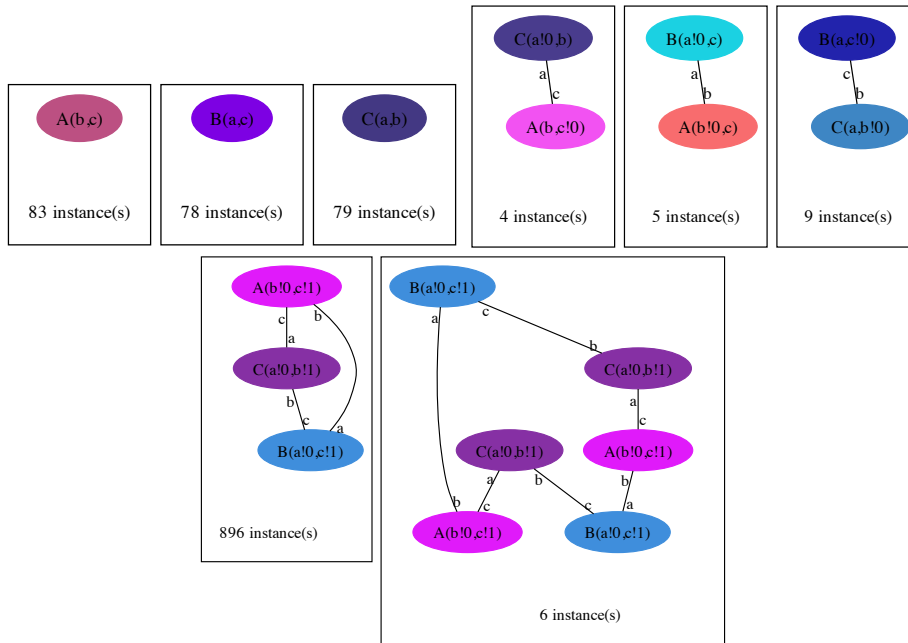 A(b,c)
83 instance(s)
B(a,c)
78 instance(s)
C(a,b)
79 instance(s)
C(a!0,b)
a
c
A(b,c!0)
4 instance(s)
B(a!0,c)
a
b
A(b!0,c)
5 instance(s)
B(a,c!0)
c
b
C(a,b!0)
9 instance(s)
A(b!0,c!1)
c
b
a
C(a!0,b!1)
b
c
a
B(a!0,c!1)
896 instance(s)
B(a!0,c!1)
a
c
b
C(a!0,b!1)
a
c
C(a!0,b!1)
A(b!0,c!1)
a
b
b
b
c
c
a
A(b!0,c!1)
B(a!0,c!1)
6 instance(s)